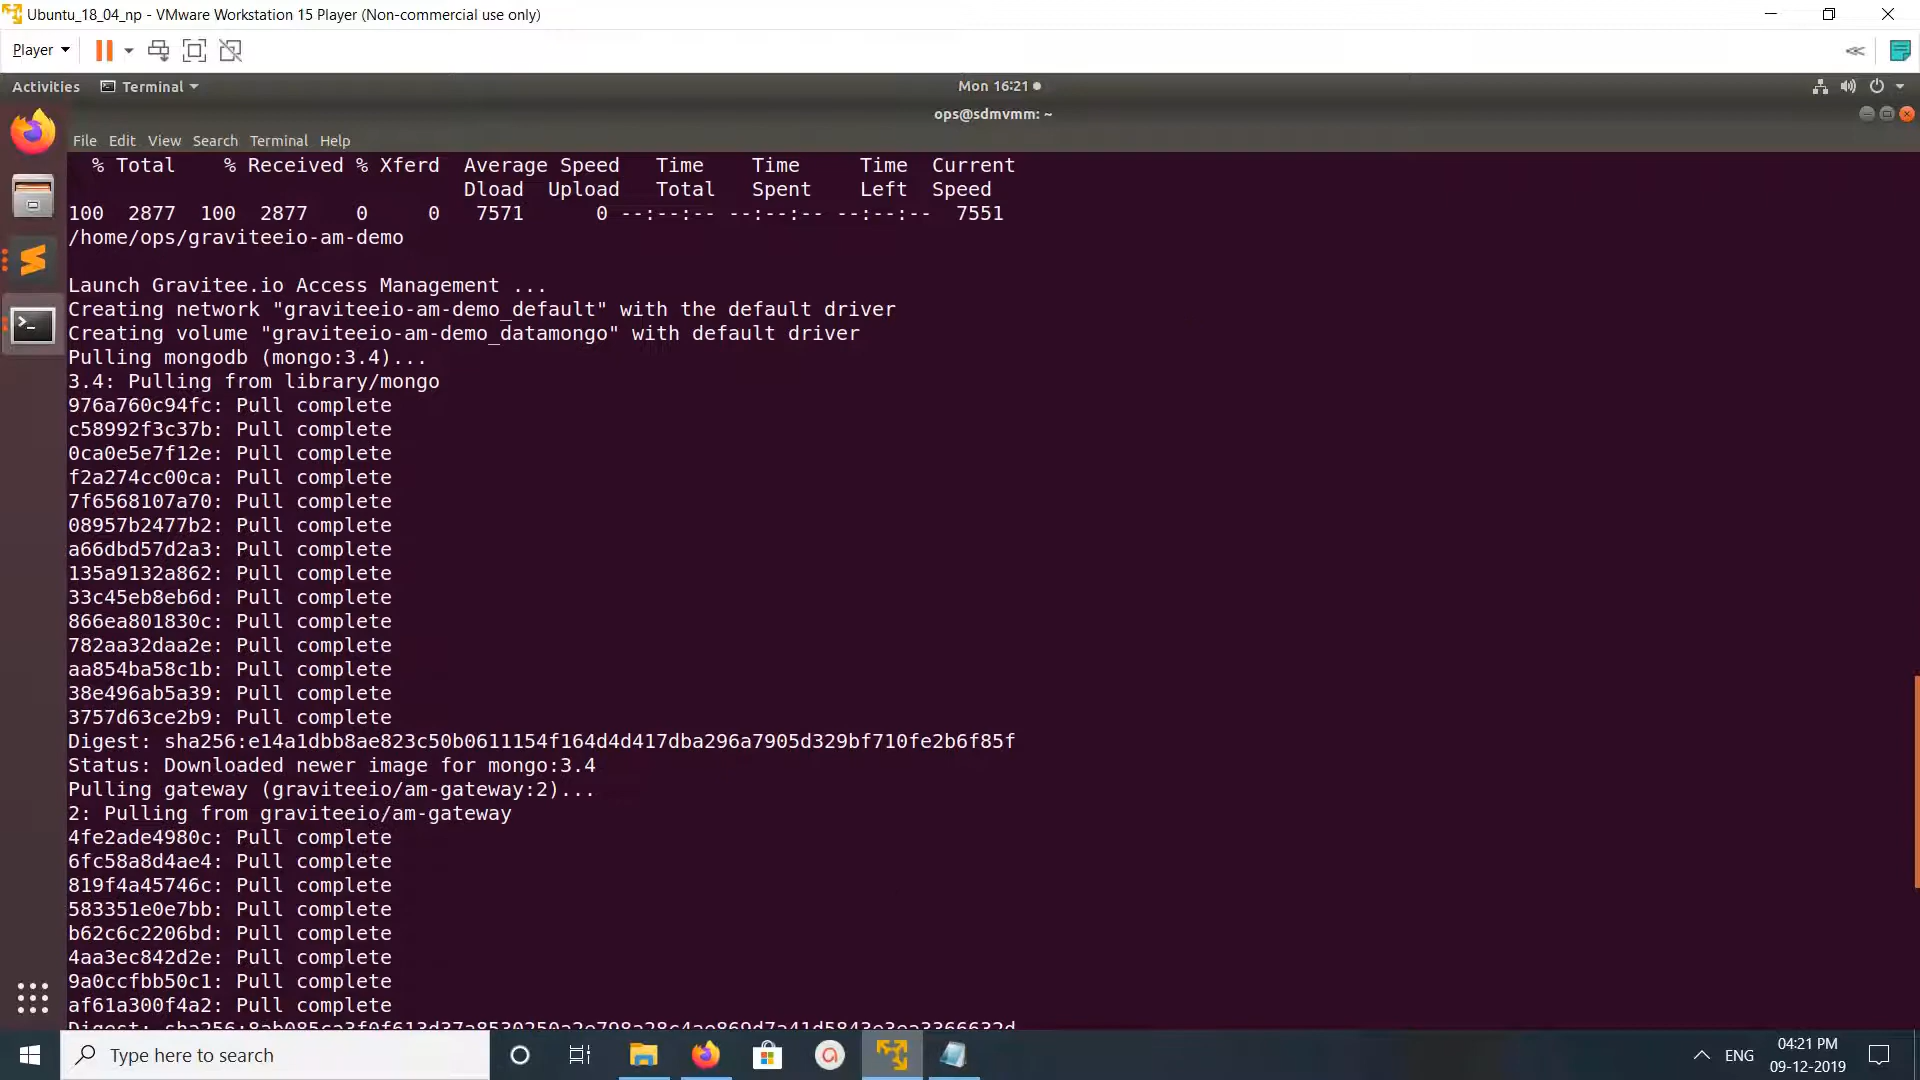 Ubuntu_18_04_np - VMware Workstation 15 Player (Non-commercial use only)
Player
Activities Terminal Mon 16:21
ops@sdmvmm: ~
File Edit View Search Terminal Help
% Total % Received % Xferd Average Speed Time Time Time Current
Dload Upload Total Spent Left Speed
100 2877 100 2877 0 0 7571 0 --:--:-- --:--:-- --:--:-- 7551
/home/ops/graviteeio-am-demo
Launch Gravitee.io Access Management ...
Creating network "graviteeio-am-demo_default" with the default driver
Creating volume "graviteeio-am-demo_datamongo" with default driver
Pulling mongodb (mongo:3.4)...
3.4: Pulling from library/mongo
976a760c94fc: Pull complete
c58992f3c37b: Pull complete
0ca0e5e7f12e: Pull complete
f2a274cc00ca: Pull complete
7f6568107a70: Pull complete
08957b2477b2: Pull complete
a66dbd57d2a3: Pull complete
135a9132a862: Pull complete
33c45eb8eb6d: Pull complete
866ea801830c: Pull complete
782aa32daa2e: Pull complete
aa854ba58c1b: Pull complete
38e496ab5a39: Pull complete
3757d63ce2b9: Pull complete
Digest: sha256:e14a1dbb8ae823c50b0611154f164d4d417dba296a7905d329bf710fe2b6f85f
Status: Downloaded newer image for mongo:3.4
Pulling gateway (graviteeio/am-gateway:2)...
2: Pulling from graviteeio/am-gateway
4fe2ade4980c: Pull complete
6fc58a8d4ae4: Pull complete
819f4a45746c: Pull complete
583351e0e7bb: Pull complete
b62c6c2206bd: Pull complete
4aa3ec842d2e: Pull complete
9a0ccfbb50c1: Pull complete
af61a300f4a2: Pull complete
Type here to search
ENG
04:21 PM
09-12-2019